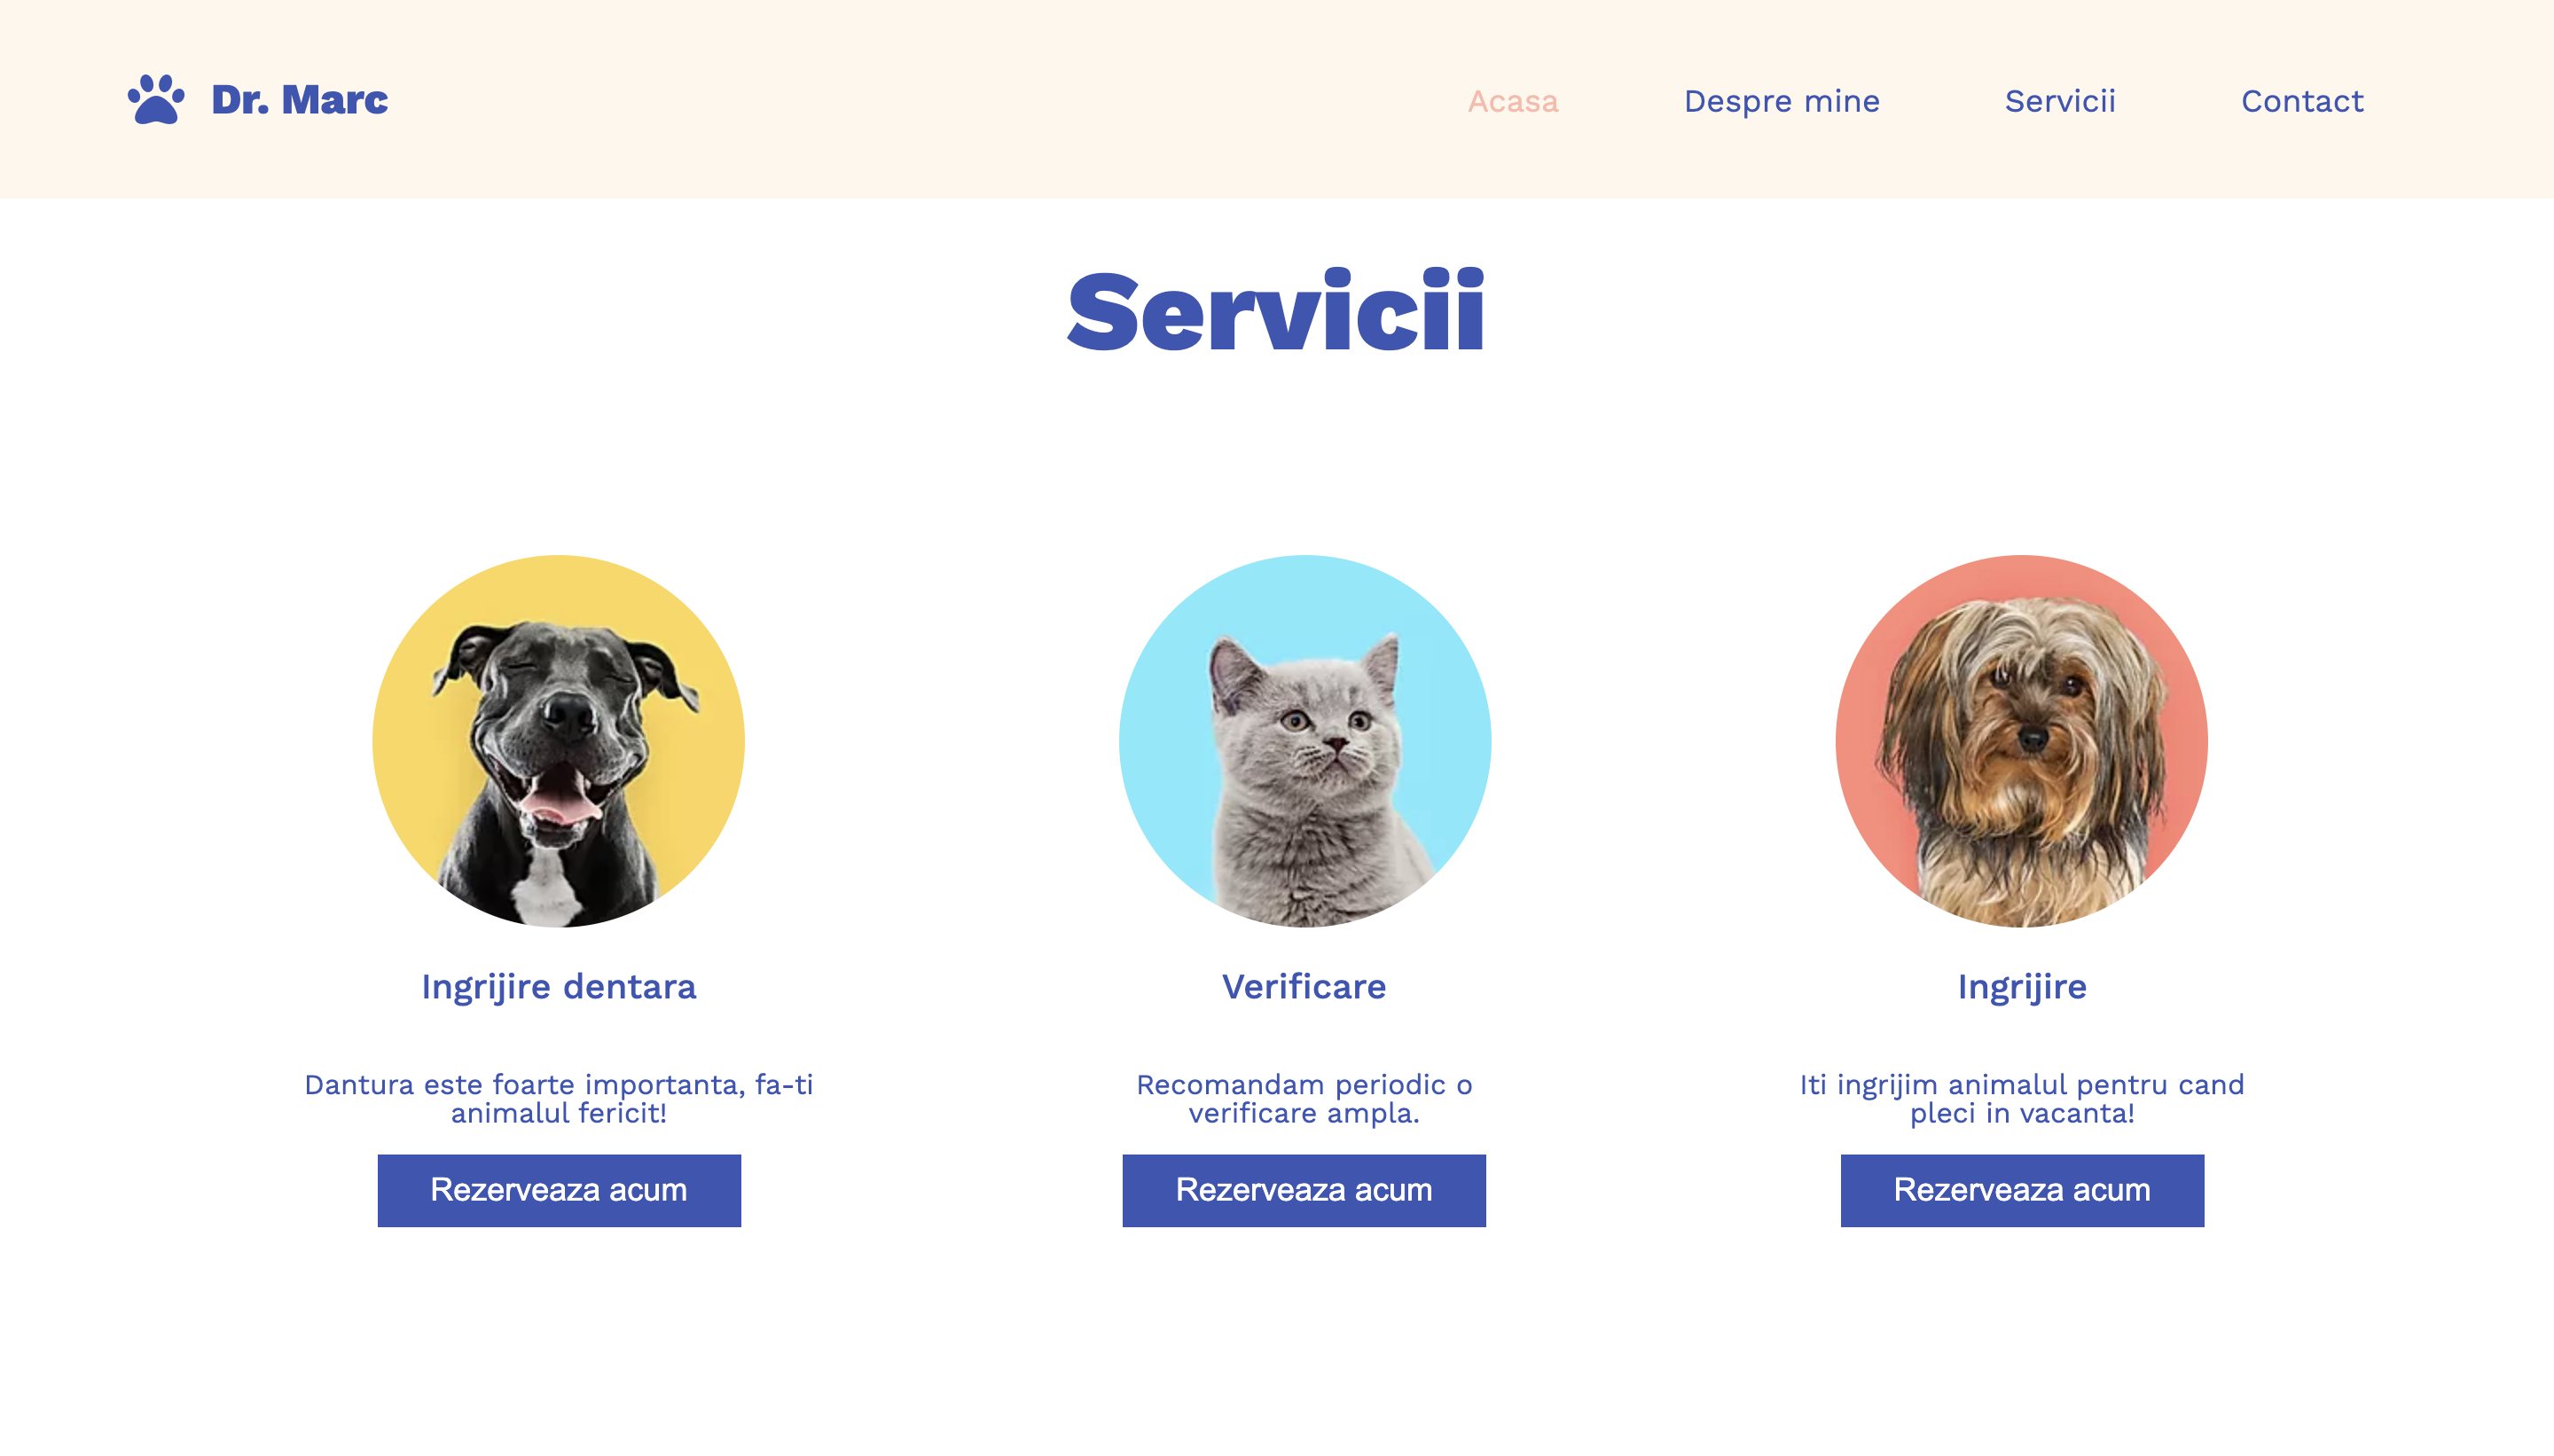 Dr. Marc
Acasa
Despre mine
Servicii
Contact
Servicii
Ingrijire dentara
Dantura este foarte importanta, fa-ti
animalul fericit!
Rezerveaza acum
Verificare
Recomandam periodic o
verificare ampla.
Rezerveaza acum
Ingrijire
Iti ingrijim animalul pentru cand
pleci in vacanta!
Rezerveaza acum